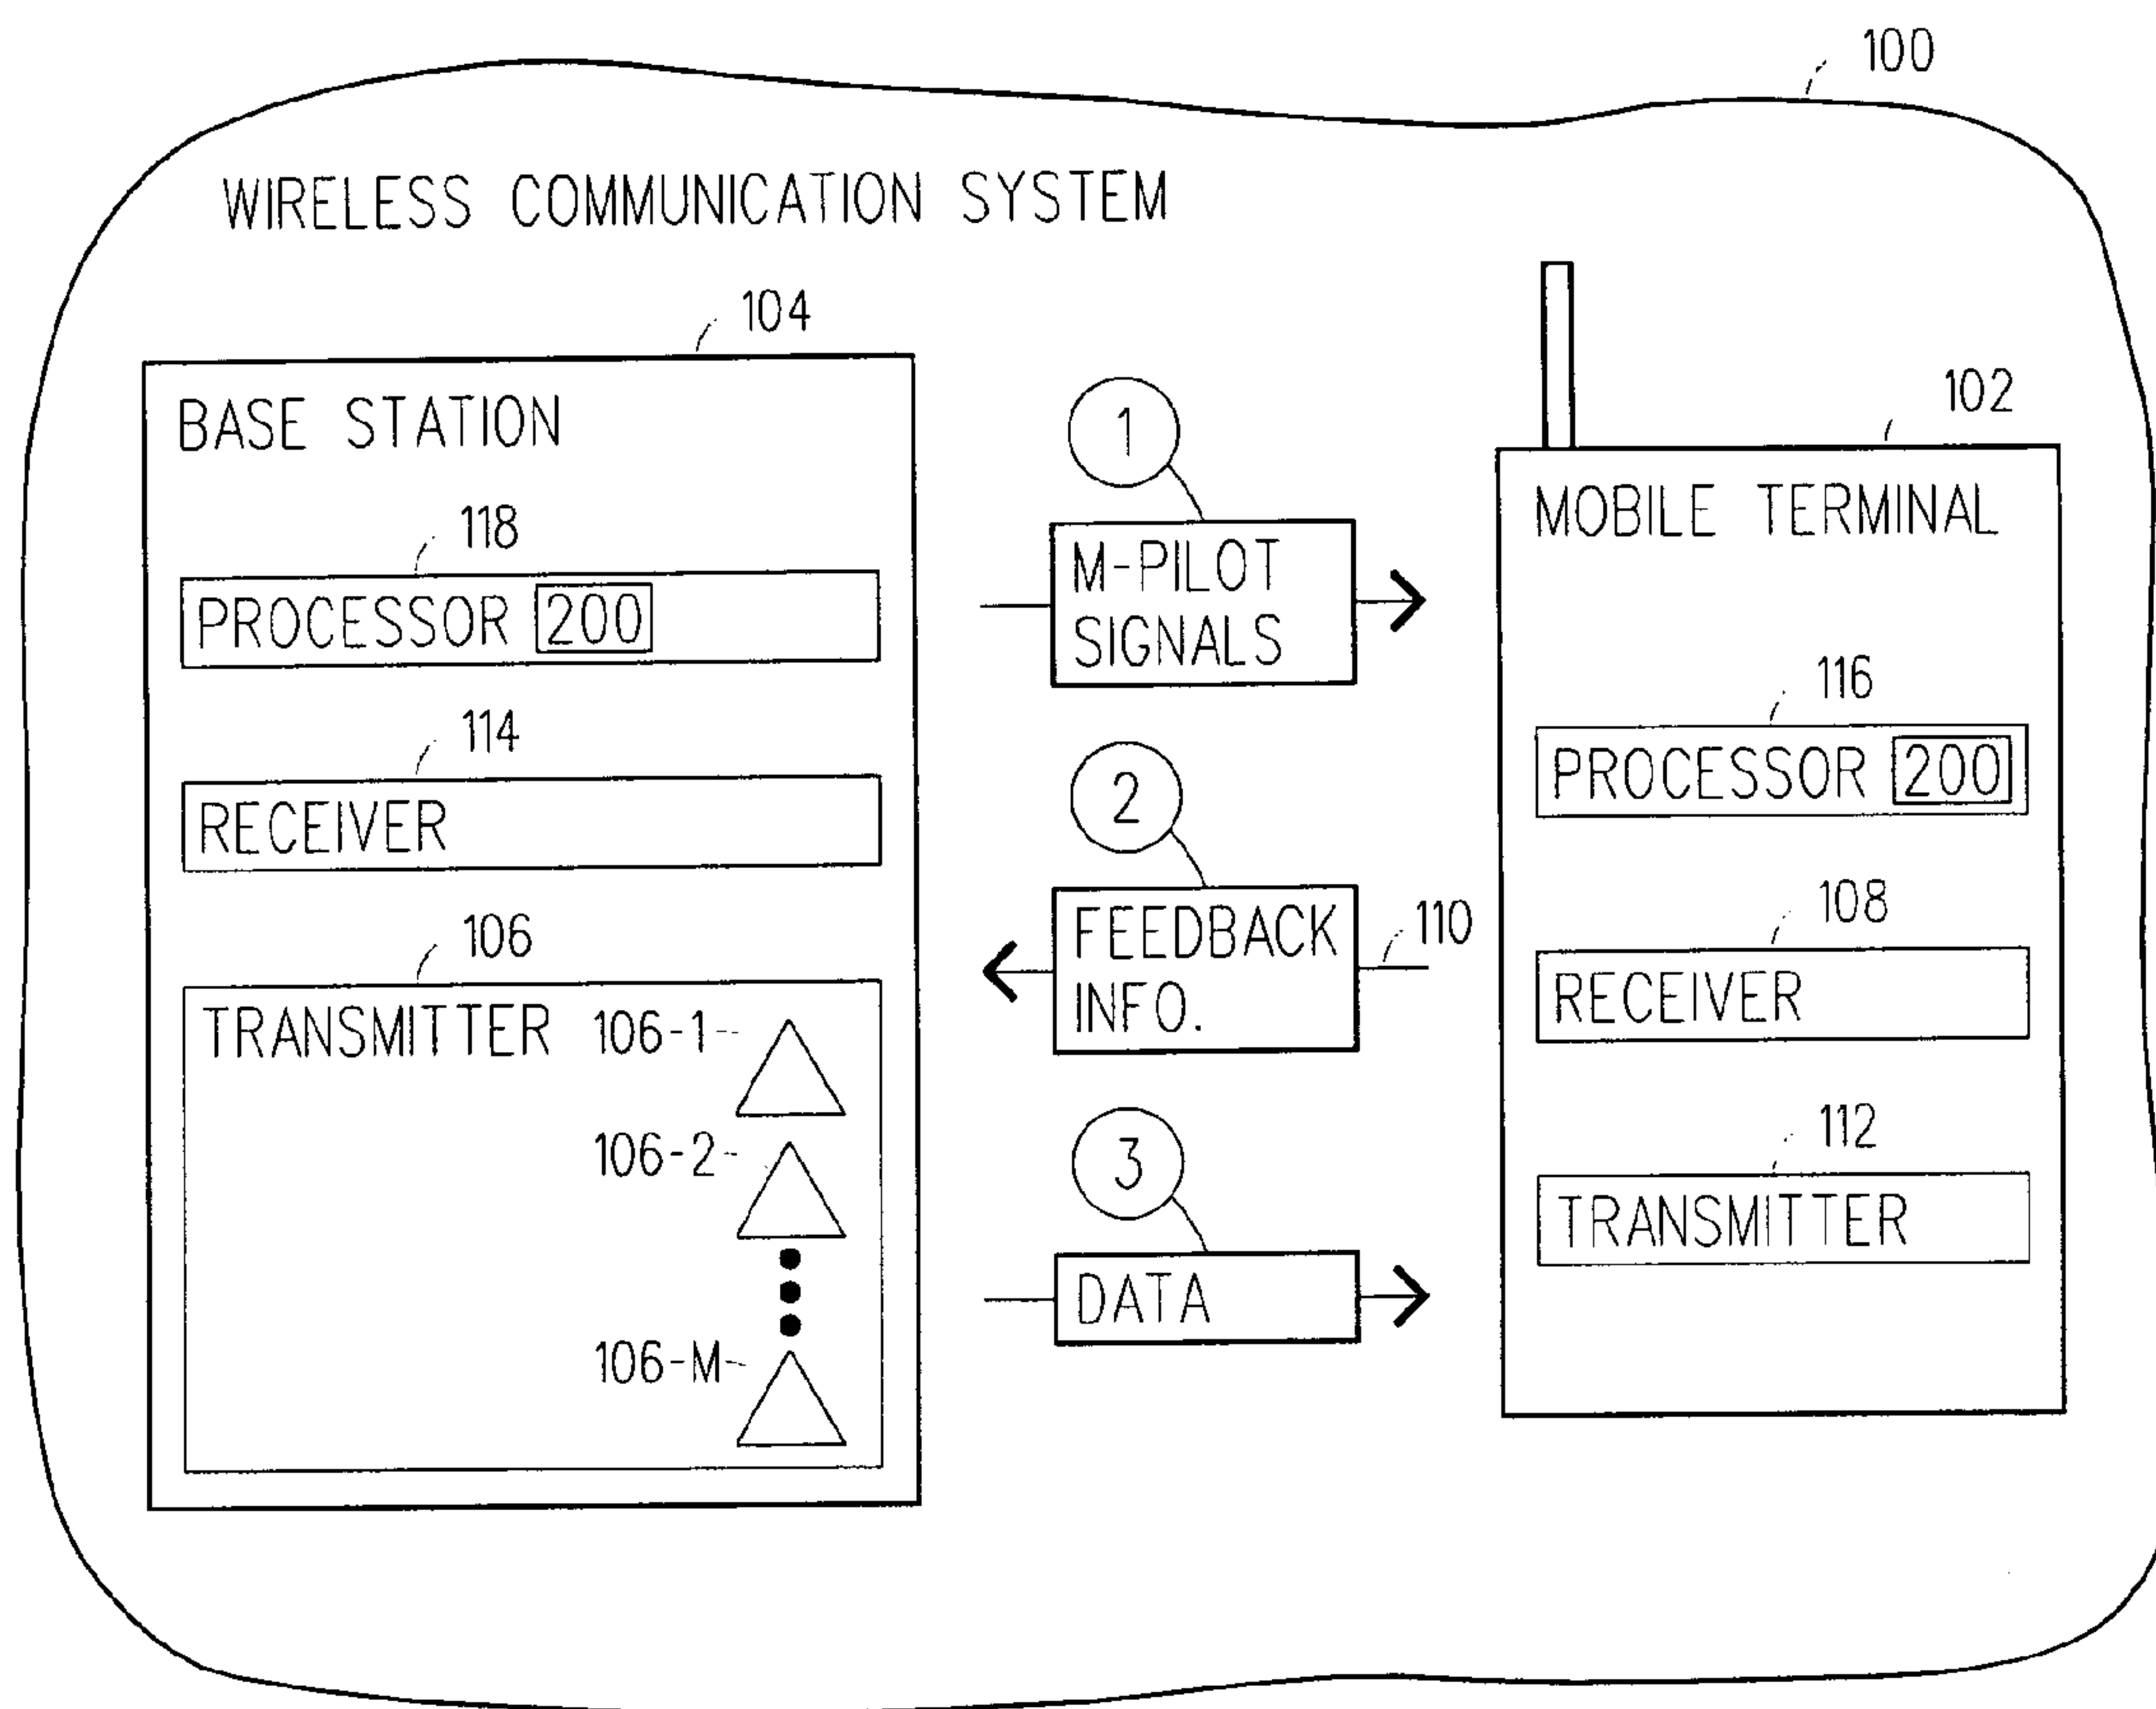 100
WIRELESS COMMUNICATION SYSTEM
104
BASE STATION
118
PROCESSOR 200
114
RECEIVER
106
TRANSMITTER
106-1
106-2
106-M
1
M-PILOT
SIGNALS
2
FEEDBACK
INFO.
110
3
DATA
102
MOBILE TERMINAL
116
PROCESSOR 200
108
RECEIVER
112
TRANSMITTER